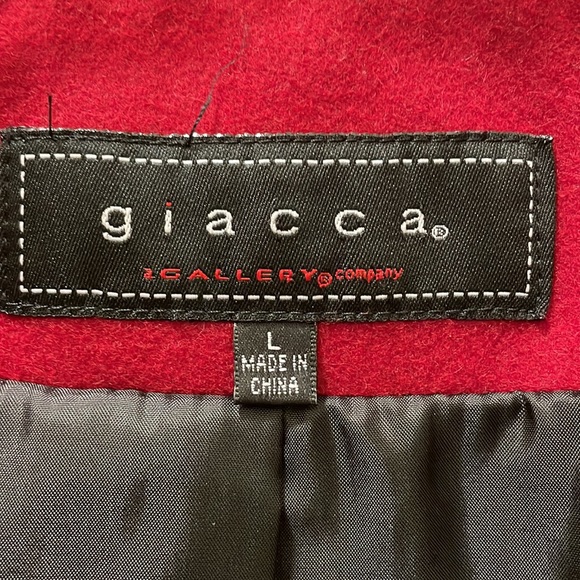 giacca®
a GALLERY® company
L
MADE IN
CHINA